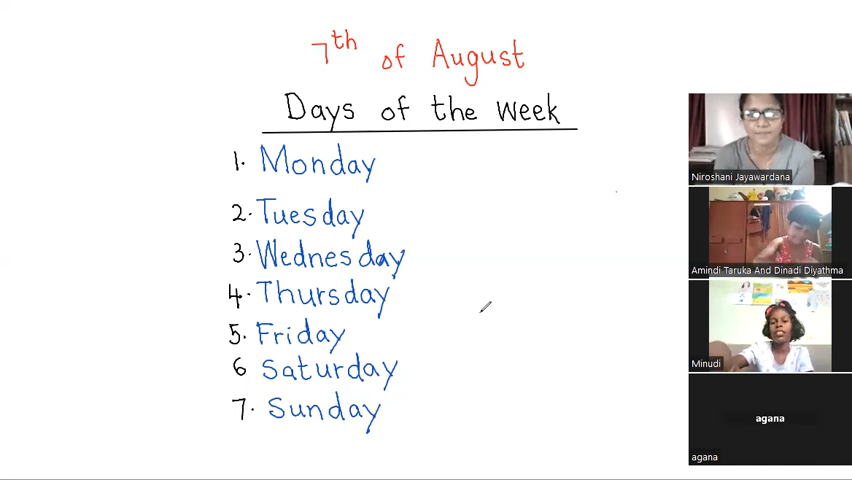 7th of August
Days of the week
1. Monday
2. Tuesday
3. Wednesday
4. Thursday
5. Friday
6 Saturday
7. Sunday
Niroshani Jayawardana
Amindi Taruka And Dinadi Diyathma
Minudi
agana
agana